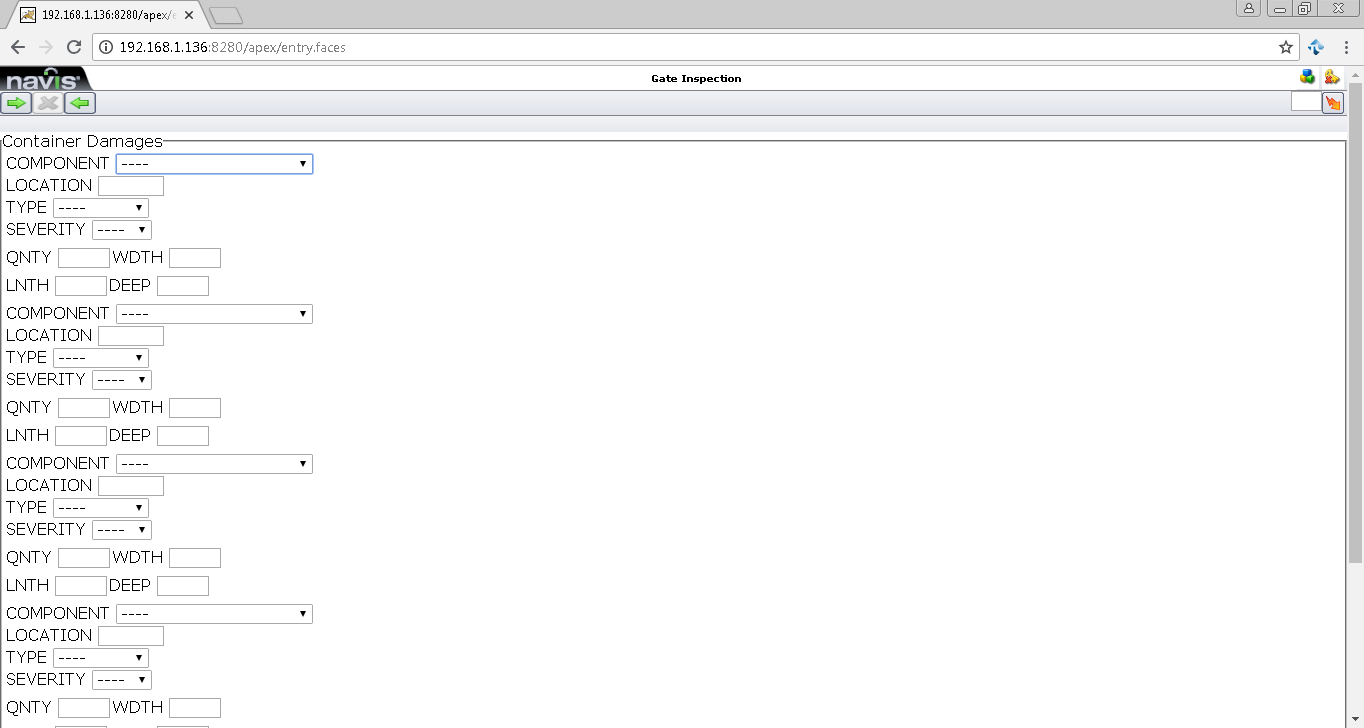 192.168.1.136:8280/apex/e
192.168.1.136:8280/apex/entry.faces
navis
Gate Inspection
Container Damages
COMPONENT ----
LOCATION
TYPE ----
SEVERITY ----
QNTY WDTH
LNTH DEEP
COMPONENT ----
LOCATION
TYPE ----
SEVERITY ----
QNTY WDTH
LNTH DEEP
COMPONENT ----
LOCATION
TYPE ----
SEVERITY ----
QNTY WDTH
LNTH DEEP
COMPONENT ----
LOCATION
TYPE ----
SEVERITY ----
QNTY WDTH